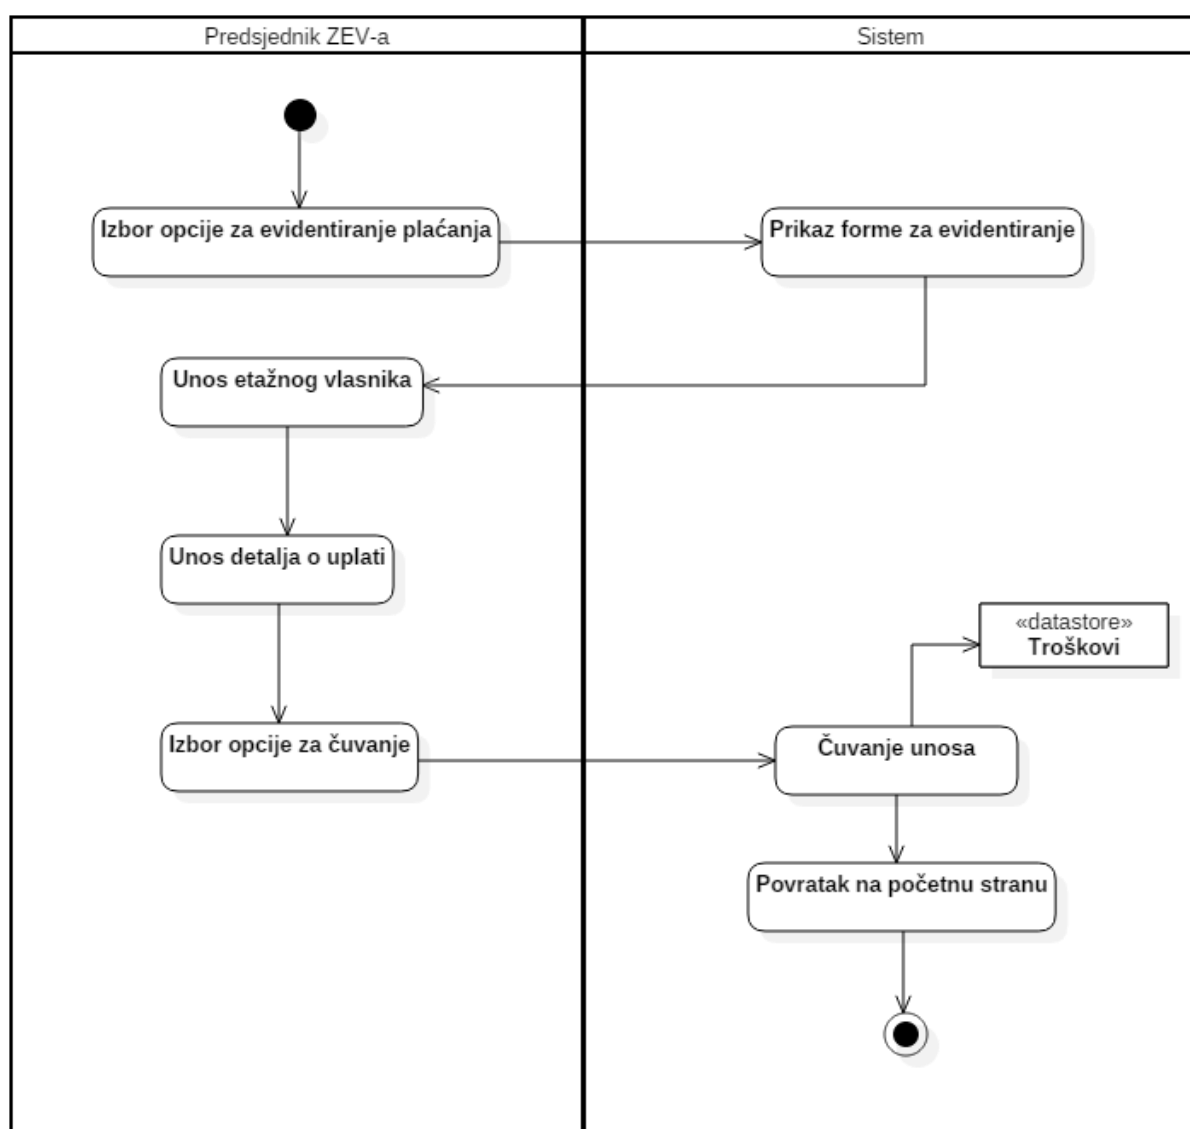 Predsjednik ZEV-a
Sistem
Izbor opcije za evidentiranje plaćanja
Prikaz forme za evidentiranje
Unos etažnog vlasnika
Unos detalja o uplati
«datastore»
Troškovi
Izbor opcije za čuvanje
Čuvanje unosa
Povratak na početnu stranu